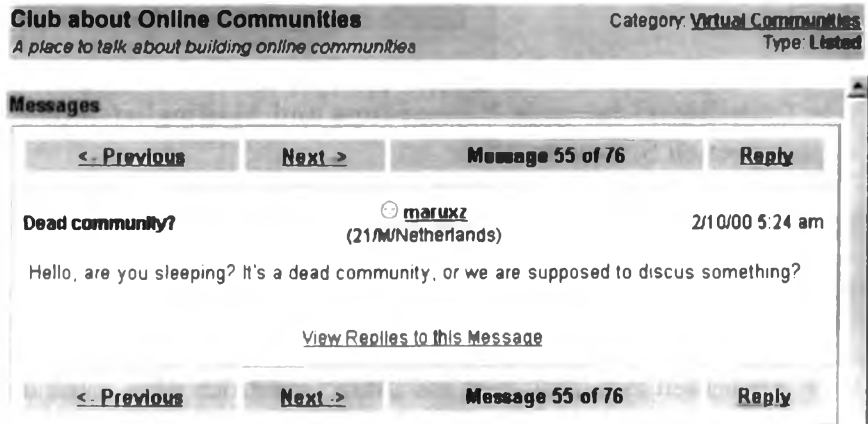 Club about Online Communities
Category: Virtual Communities
A place to talk about building online communities
Type: Listed
Messages
< - Previous Next -> Message 55 of 76 Reply
Dead community? maruxz 2/10/00 5:24 am
(21/M/Netherlands)
Hello, are you sleeping? It's a dead community, or we are supposed to discus something?
View Replies to this Message
< - Previous Next -> Message 55 of 76 Reply